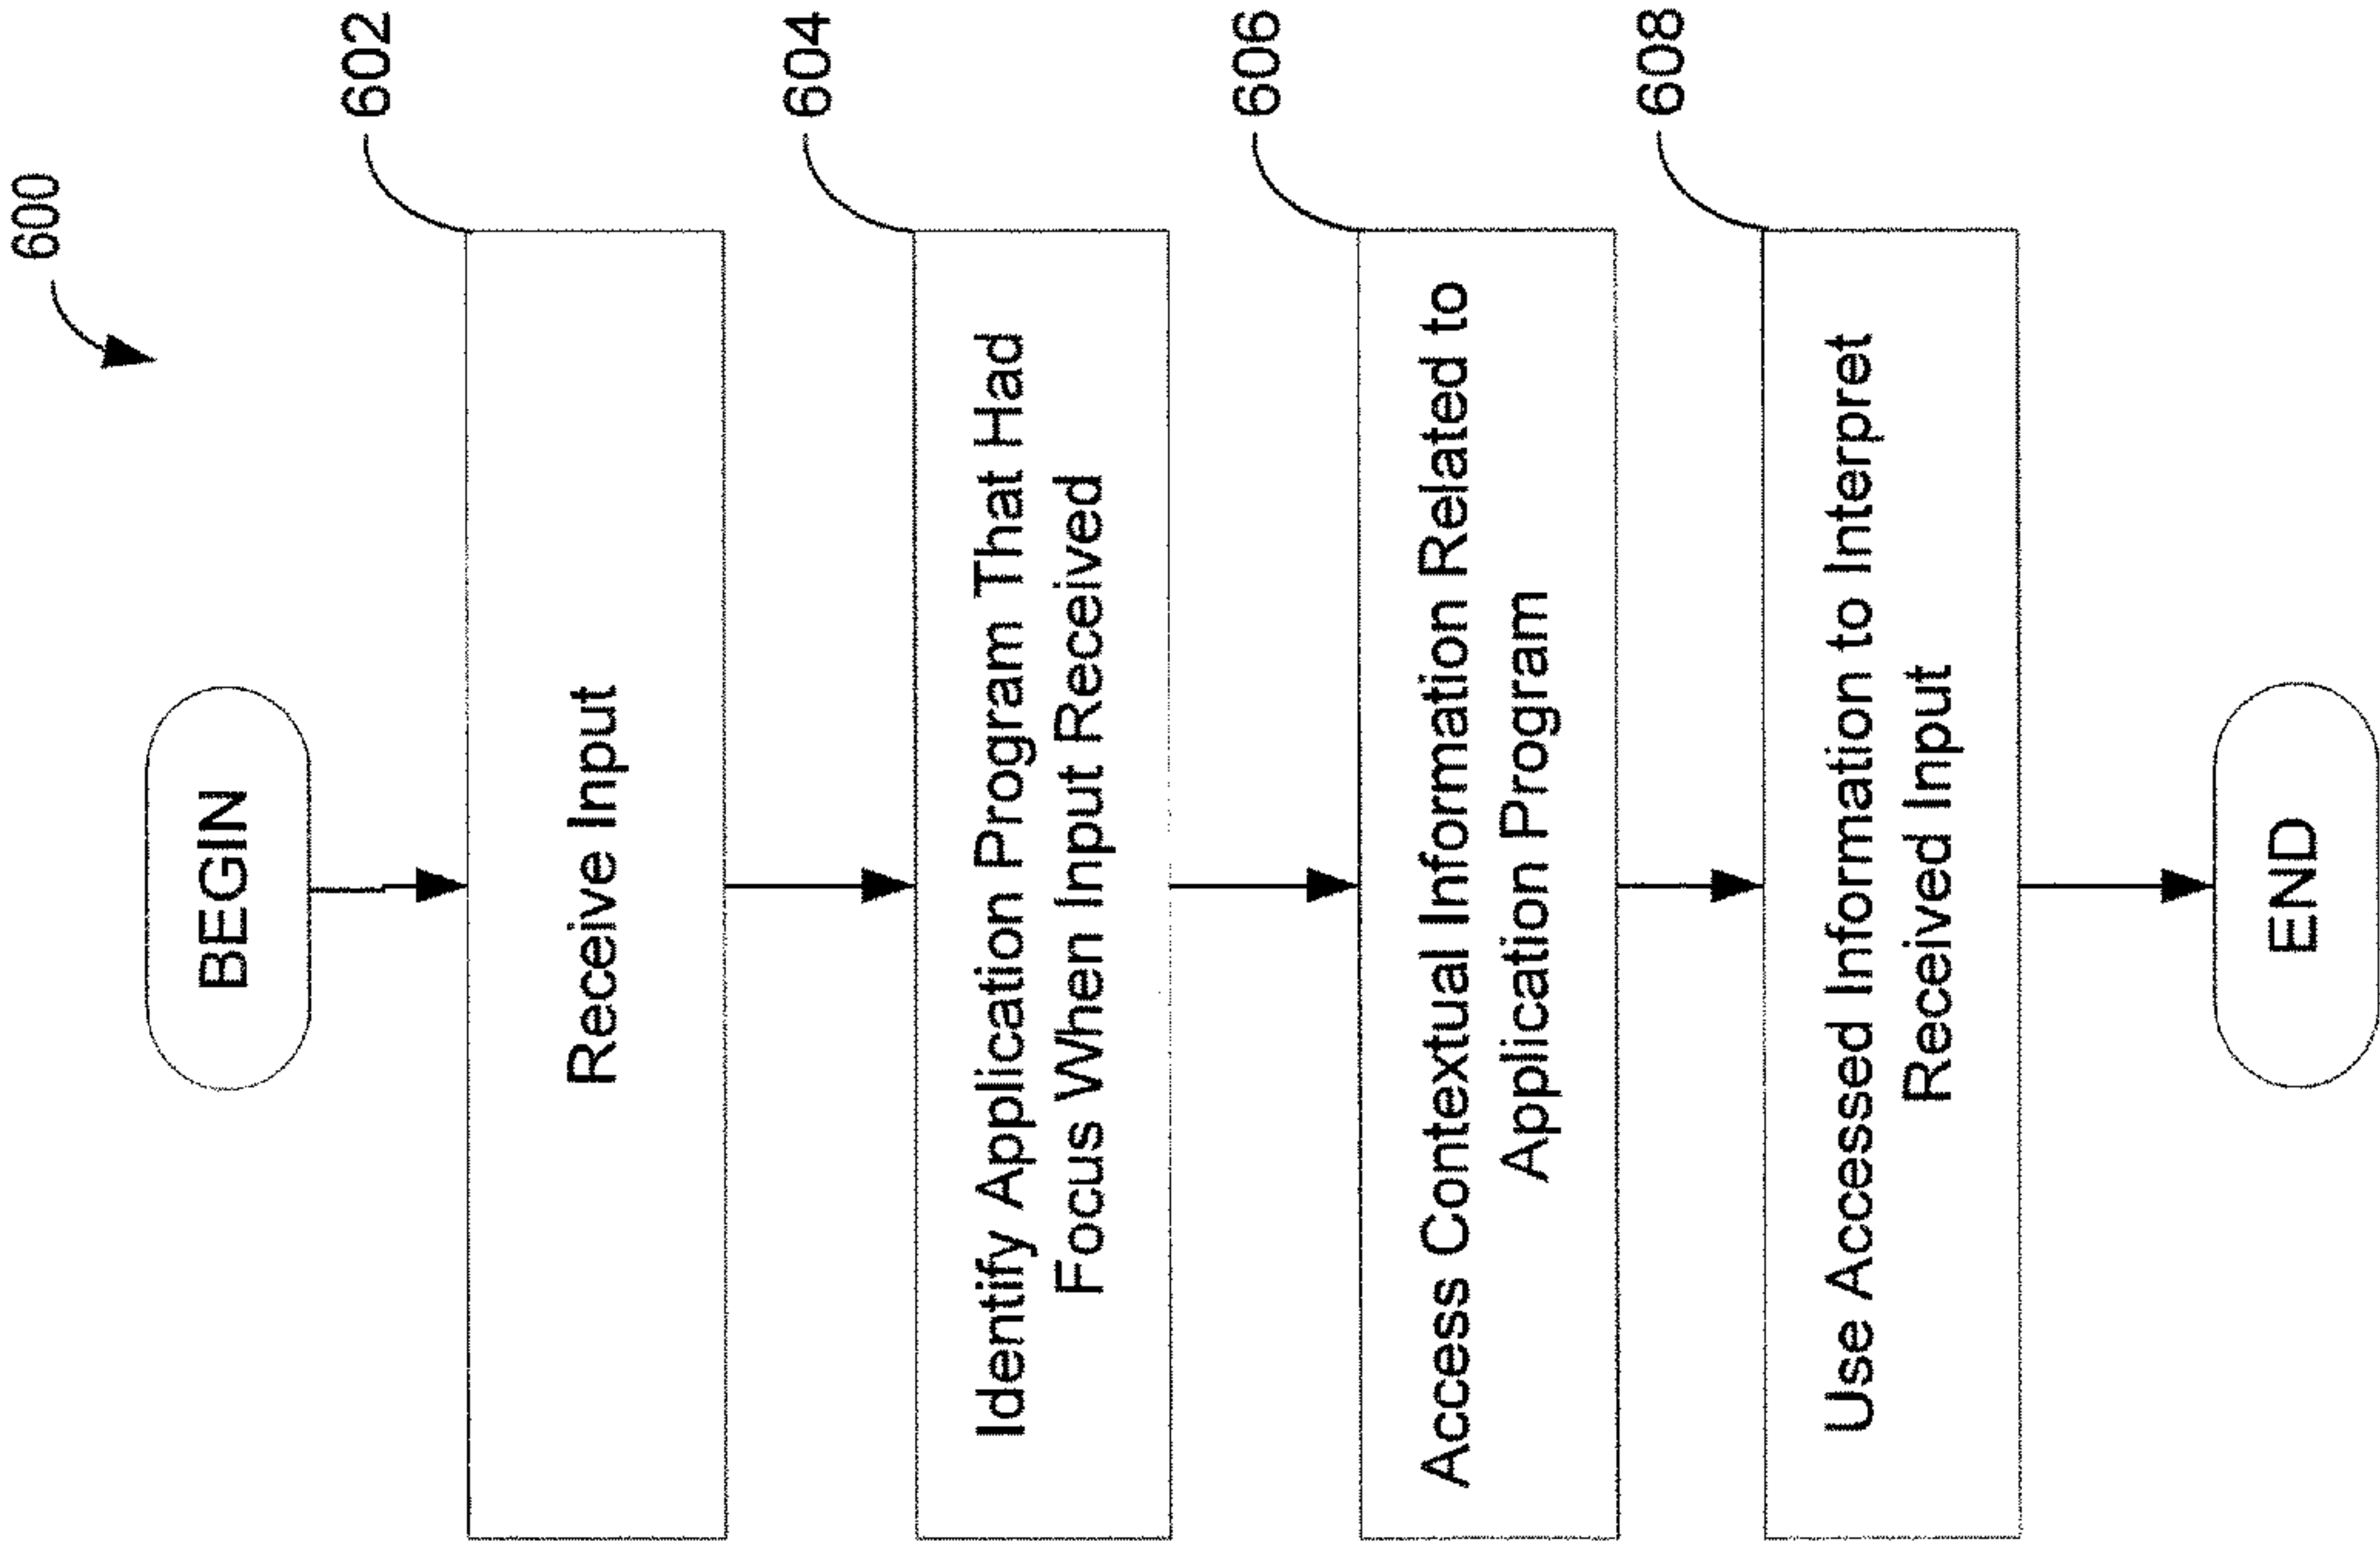 600
BEGIN
602
Receive Input
604
Identify Application Program That Had
Focus When Input Received
606
Access Contextual Information Related to
Application Program
608
Use Accessed Information to Interpret
Received Input
END